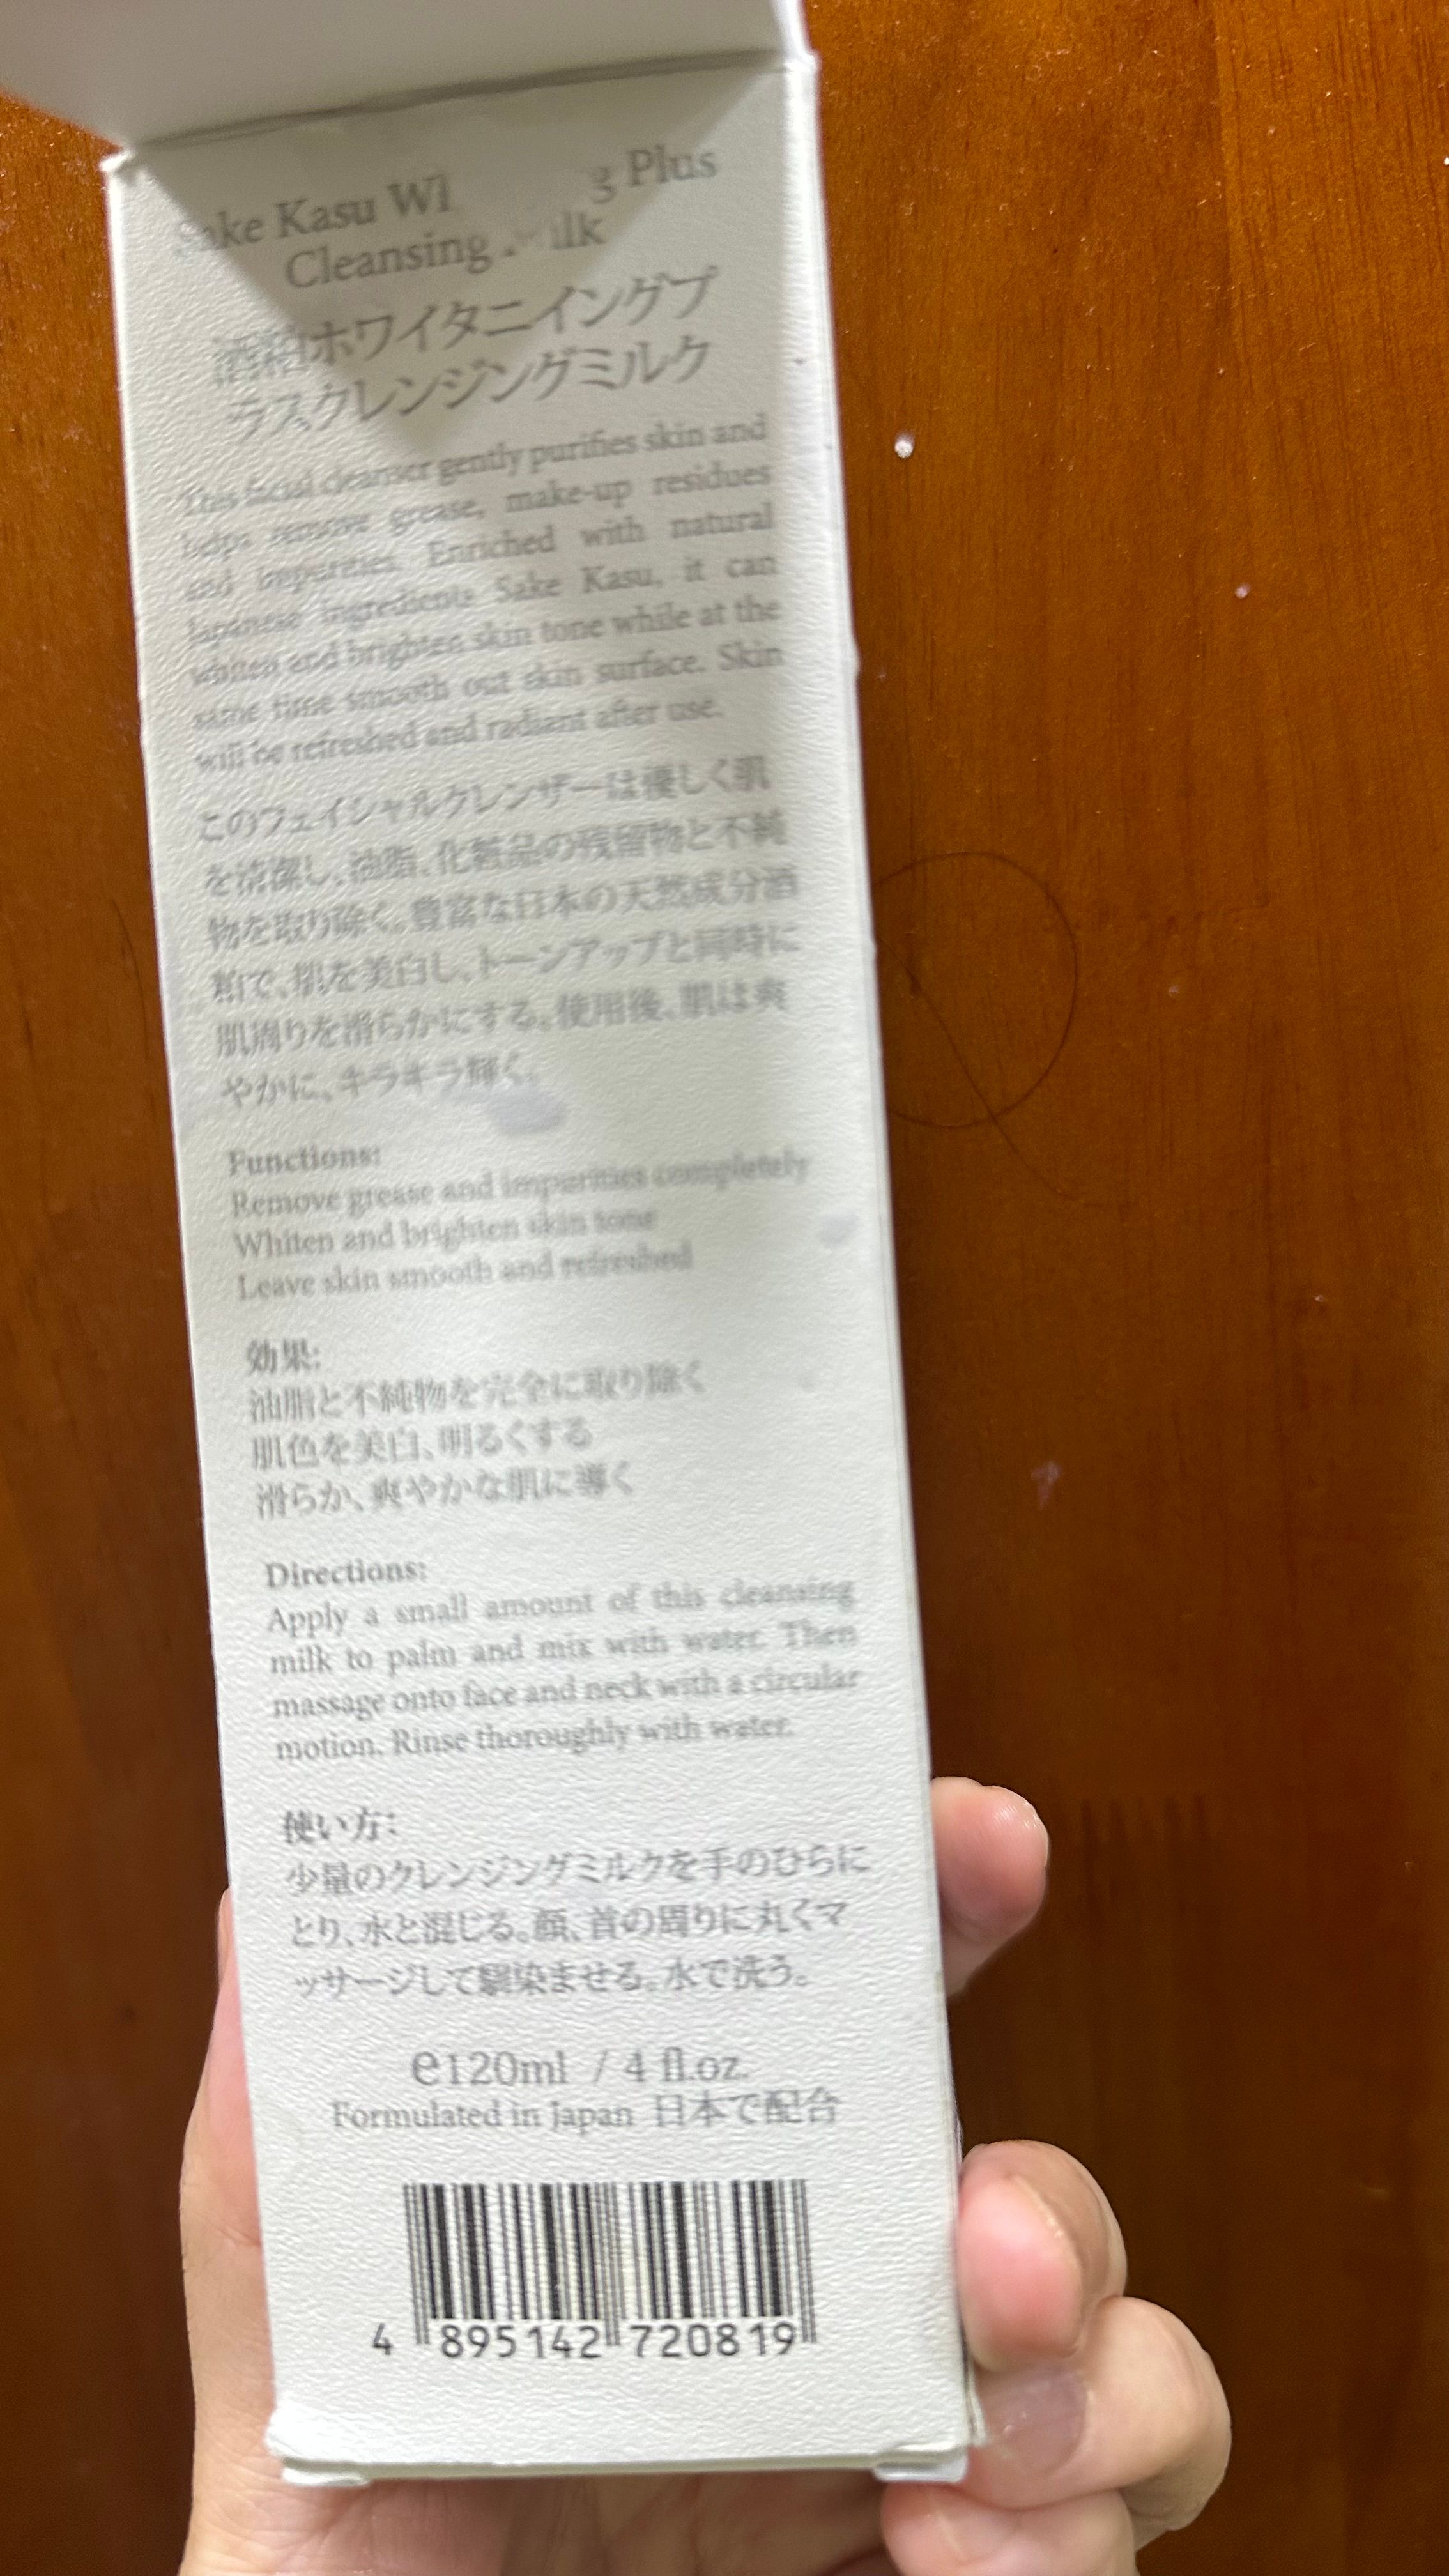 Sake Kasu Wh g Plus
Cleansing Milk
酒粕ホワイタニイングプ
ラスクレンジングミルク
This facial cleanser gently purifies skin and
helps remove grease, make-up residues
and impurities. Enriched with natural
Japanese ingredients Sake Kasu, it can
whiten and brighten skin tone while at the
same time smooth out skin surface. Skin
will be refreshed and radiant after use.
このフェイシャルクレンザーは優しく肌
を清潔し、油脂、化粧品の残留物と不純
物を取り除く。豊富な日本の天然成分酒
粕で、肌を美白し、トーンアップと同時に
肌周りを滑らかにする。使用後、肌は爽
やかに、キラキラ輝く。
Functions:
Remove grease and impurities completely
Whiten and brighten skin tone
Leave skin smooth and refreshed
効果:
油脂と不純物を完全に取り除く
肌色を美白、明るくする
滑らか、爽やかな肌に導く
Directions:
Apply a small amount of this cleansing
milk to palm and mix with water. Then
massage onto face and neck with a circular
motion. Rinse thoroughly with water.
使い方:
少量のクレンジングミルクを手のひらに
とり、水と混じる。顔、首の周りに丸くマ
ッサージして馴染ませる。水で洗う。
e120ml / 4 fl.oz.
Formulated in Japan 日本で配合
4 895142 720819